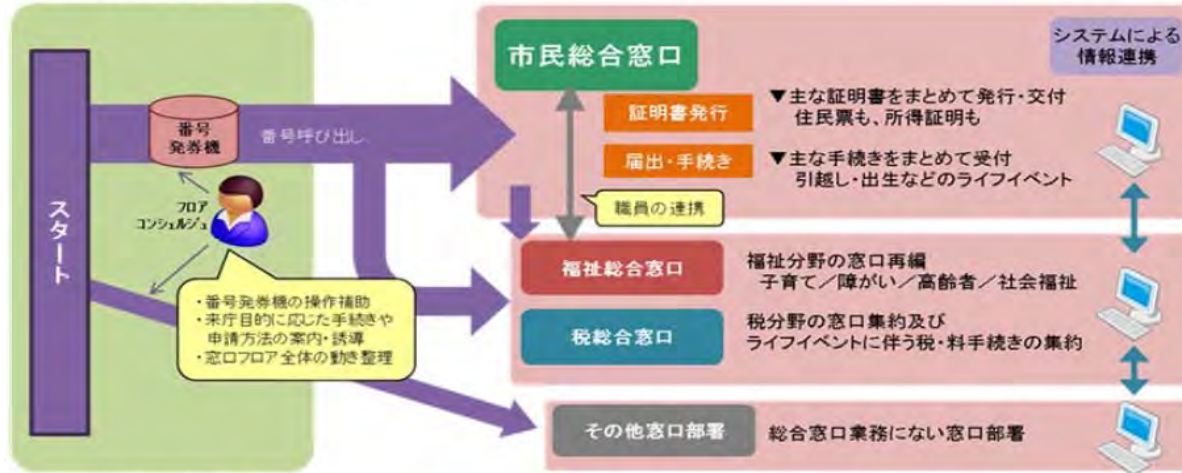 スタート
番号
発券機
番号呼び出し
フロア
コンシェルジュ
・番号発券機の操作補助
・来庁目的に応じた手続きや
申請方法の案内・誘導
・窓口フロア全体の動き整理
市民総合窓口
システムによる
情報連携
証明書発行
▼主な証明書をまとめて発行・交付
住民票も、所得証明も
届出・手続き
▼主な手続きをまとめて受付
引越し・出生などのライフイベント
職員の連携
福祉総合窓口
福祉分野の窓口再編
子育て／障がい／高齢者／社会福祉
税総合窓口
税分野の窓口集約及び
ライフイベントに伴う税・料手続きの集約
その他窓口部署
総合窓口業務にない窓口部署